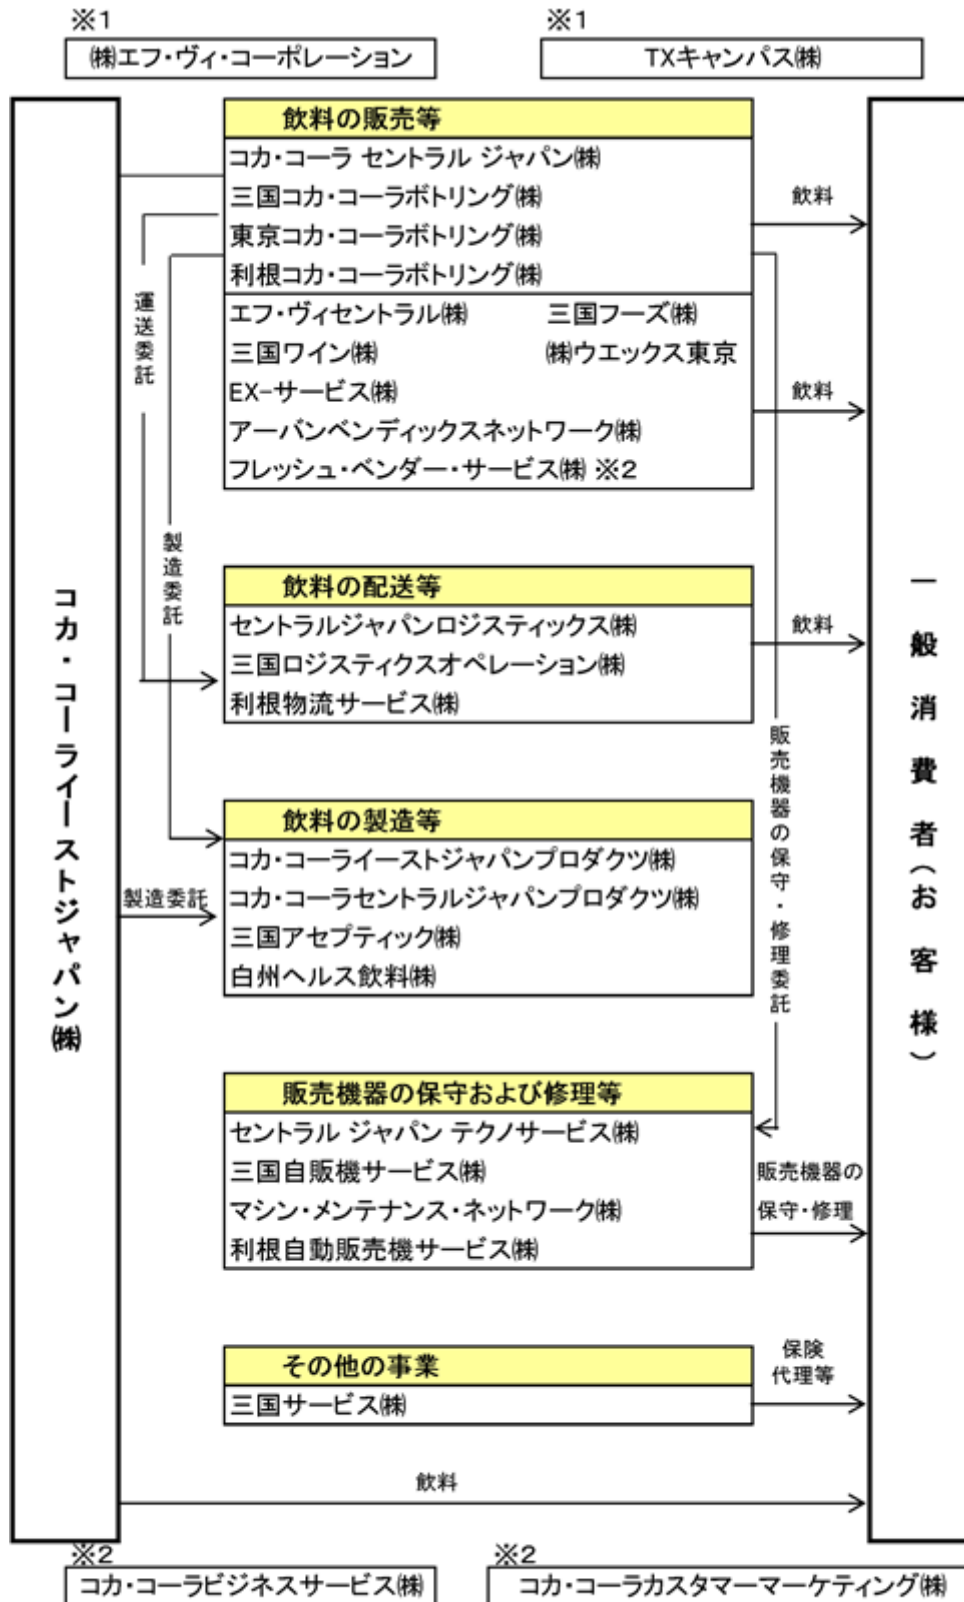 ※1
㈱エフ・ヴィ・コーポレーション
※1
TXキャンパス㈱
コカ・コーライーストジャパン㈱
飲料の販売等
コカ・コーラ セントラル ジャパン㈱
三国コカ・コーラボトリング㈱
東京コカ・コーラボトリング㈱
利根コカ・コーラボトリング㈱
エフ・ヴィセントラル㈱ 三国フーズ㈱
三国ワイン㈱ ㈱ウエックス東京
EX-サービス㈱
アーバンベンディックスネットワーク㈱
フレッシュ・ベンダー・サービス㈱ ※2
飲料
飲料
運送委託
製造委託
飲料の配送等
セントラルジャパンロジスティックス㈱
三国ロジスティクスオペレーション㈱
利根物流サービス㈱
飲料
販売機器の保守・修理委託
飲料の製造等
コカ・コーライーストジャパンプロダクツ㈱
コカ・コーラセントラルジャパンプロダクツ㈱
三国アセプティック㈱
白州ヘルス飲料㈱
製造委託
販売機器の保守および修理等
セントラル ジャパン テクノサービス㈱
三国自販機サービス㈱
マシン・メンテナンス・ネットワーク㈱
利根自動販売機サービス㈱
販売機器の
保守・修理
その他の事業
三国サービス㈱
保険
代理等
飲料
一般消費者(お客様)
※2
コカ・コーラビジネスサービス㈱
※2
コカ・コーラカスタマーマーケティング㈱